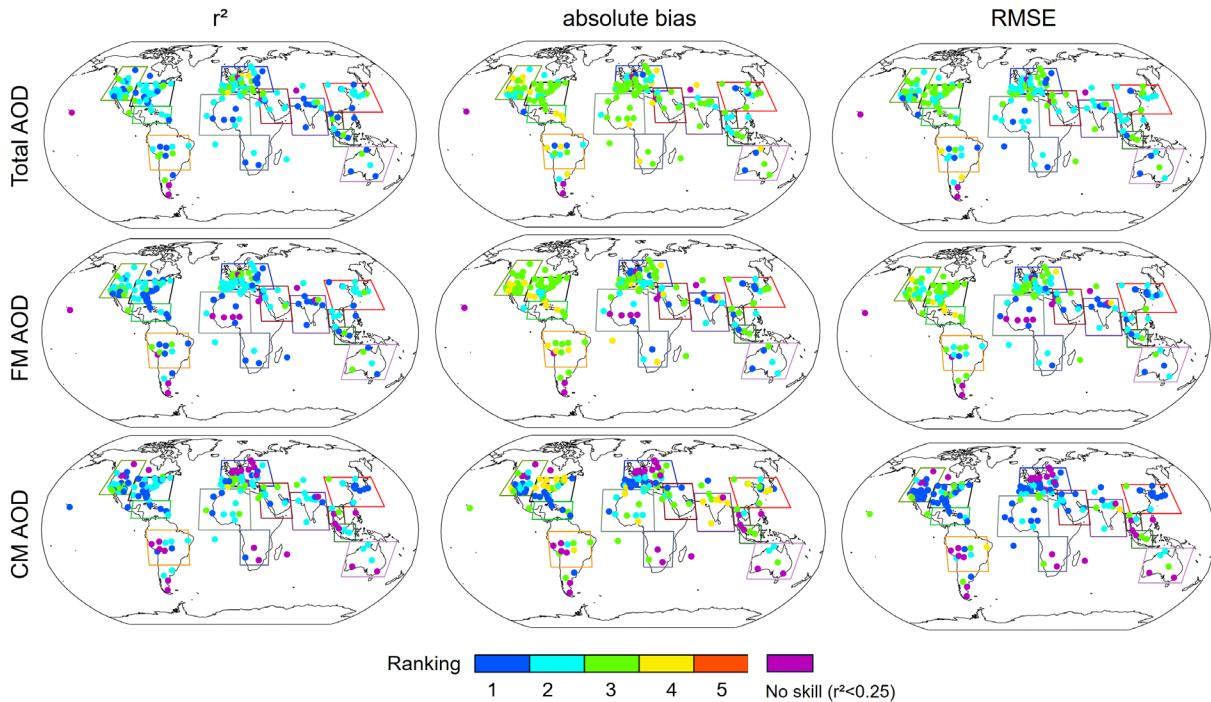 r² absolute bias RMSE
Total AOD
FM AOD
CM AOD
Ranking
1 2 3 4 5 No skill (r²<0.25)